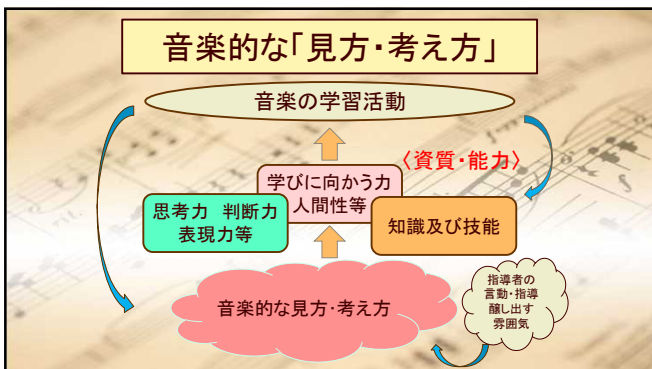 音楽的な「見方・考え方」
音楽の学習活動
〈資質・能力〉
学びに向かう力
人間性等
思考力 判断力
表現力等
知識及び技能
音楽的な見方・考え方
指導者の
言動・指導
醸し出す
雰囲気